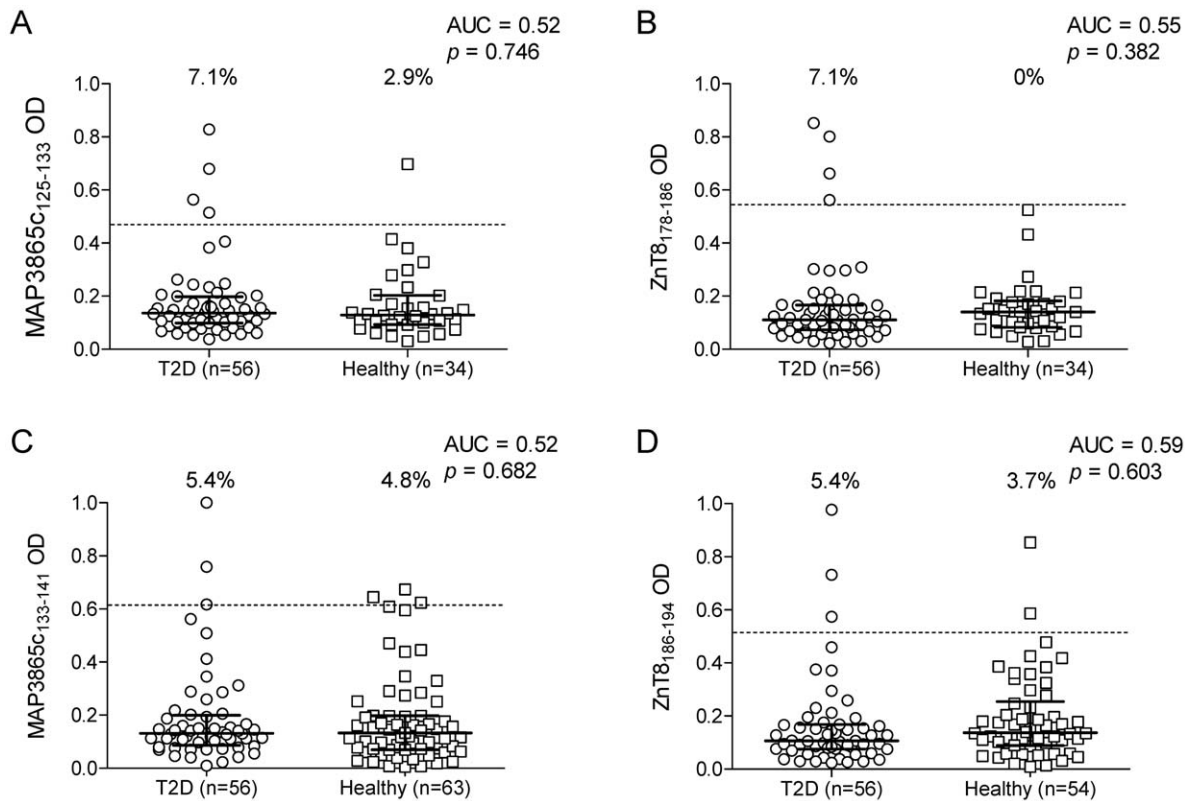 A
AUC = 0.52
p = 0.746
7.1%
2.9%
MAP3865c125-133 OD
1.0
0.8
0.6
0.4
0.2
0.0
T2D (n=56)
Healthy (n=34)
B
AUC = 0.55
p = 0.382
7.1%
0%
ZnT8178-186 OD
1.0
0.8
0.6
0.4
0.2
0.0
T2D (n=56)
Healthy (n=34)
C
AUC = 0.52
p = 0.682
5.4%
4.8%
MAP3865c133-141 OD
1.0
0.8
0.6
0.4
0.2
0.0
T2D (n=56)
Healthy (n=63)
D
AUC = 0.59
p = 0.603
5.4%
3.7%
ZnT8186-194 OD
1.0
0.8
0.6
0.4
0.2
0.0
T2D (n=56)
Healthy (n=54)